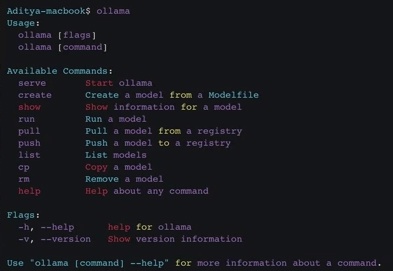 Aditya-macbook$ ollama
Usage:
  ollama [flags]
  ollama [command]

Available Commands:
  serve       Start ollama
  create      Create a model from a Modelfile
  show        Show information for a model
  run         Run a model
  pull        Pull a model from a registry
  push        Push a model to a registry
  list        List models
  cp          Copy a model
  rm          Remove a model
  help        Help about any command

Flags:
  -h, --help      help for ollama
  -v, --version   Show version information

Use "ollama [command] --help" for more information about a command.